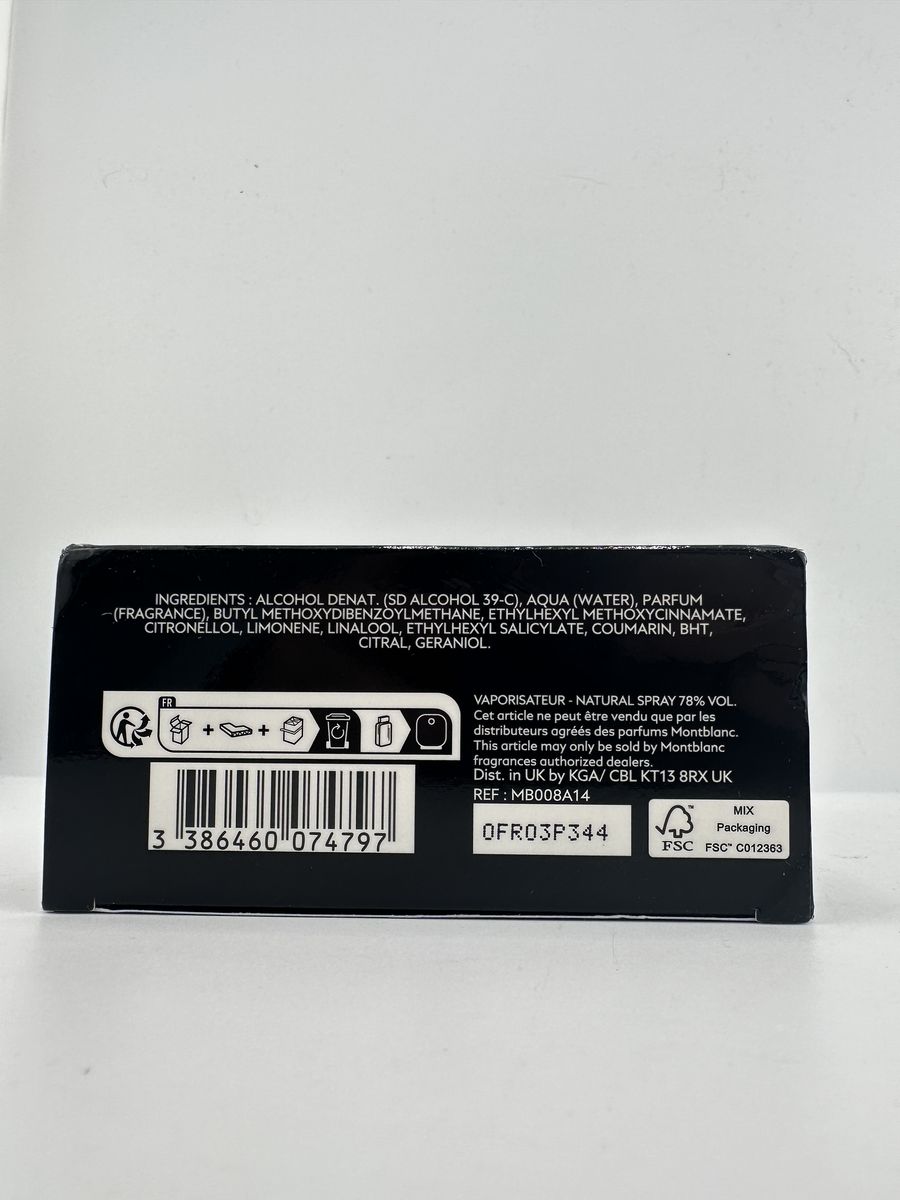 INGREDIENTS : ALCOHOL DENAT. (SD ALCOHOL 39-C), AQUA (WATER), PARFUM
(FRAGRANCE), BUTYL METHOXYDIBENZOYLMETHANE, ETHYLHEXYL METHOXYCINNAMATE,
CITRONELLOL, LIMONENE, LINALOOL, ETHYLHEXYL SALICYLATE, COUMARIN, BHT,
CITRAL, GERANIOL.
FR
+ +
3 386460 074797
VAPORISATEUR - NATURAL SPRAY 78% VOL.
Cet article ne peut être vendu que par les
distributeurs agréés des parfums Montblanc.
This article may only be sold by Montblanc
fragrances authorized dealers.
Dist. in UK by KGA/ CBL KT13 8RX UK
REF : MB008A14
0FR03P344
FSC
MIX
Packaging
FSC™ C012363